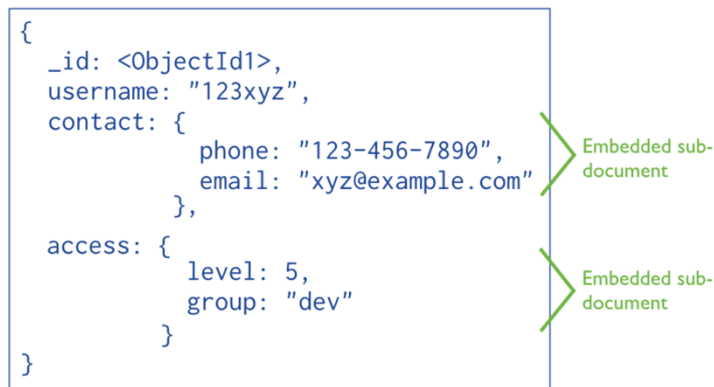 {
_id: <ObjectId1>,
username: "123xyz",
contact: {
phone: "123-456-7890",
email: "xyz@example.com"
},
Embedded sub-
document
access: {
level: 5,
group: "dev"
}
Embedded sub-
document
}